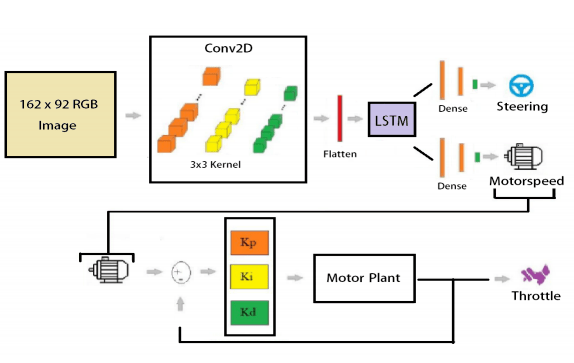 Conv2D
162 x 92 RGB
Image
3x3 Kernel
Flatten
LSTM
Dense
Steering
Dense
Motorspeed
Kp
Ki
Kd
+
-
Motor Plant
Throttle